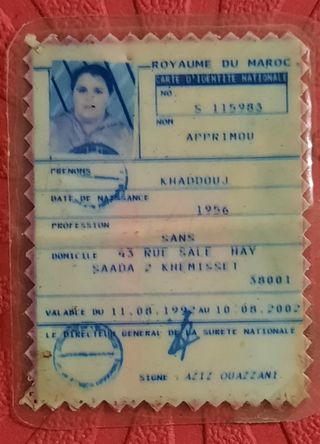 ROYAUME DU MAROC
CARTE D'IDENTITE NATIONALE
NO.
S 115983
NOM
APPRIMOU
PRENOMS
KHADDOUJ
DATE DE NAISSANCE
1956
PROFESSION
SANS
DOMICILE 43 RUE SALE HAY
SAADA 2 KHEMISSET
38001
VALABLE DU 11.08.1992 AU 10.08.2002
LE DIRECTEUR GENERAL DE LA SURETE NATIONALE
SIGNE : AZIZ OUAZZANI.